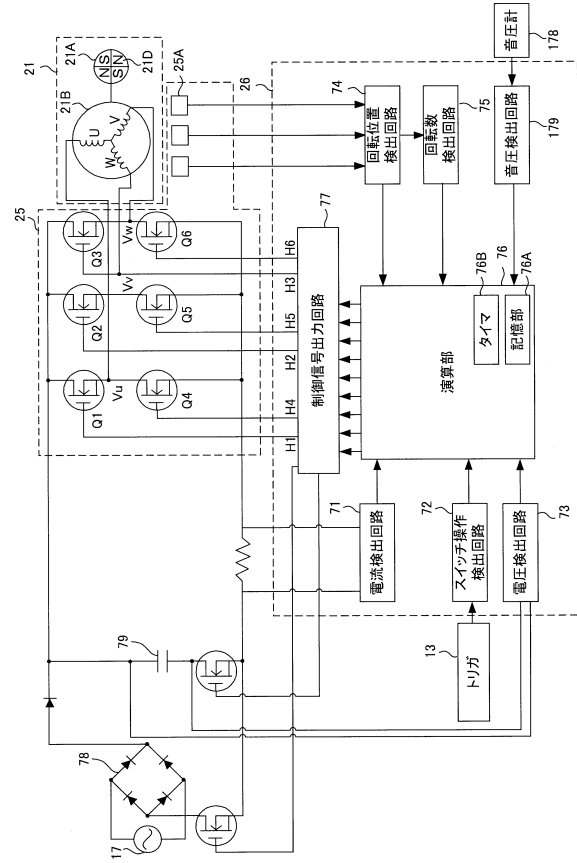 21
21A
N S
S N
21D
21B
U
V
W
25A
25
Q3
Q6
Vw
Vv
Q2
Q5
Vu
Q1
Q4
26
74
回転位置
検出回路
75
回転数
検出回路
音圧計
178
音圧検出回路
179
77
H6
H3
H5
H2
H4
H1
制御信号出力回路
76B
76
76A
タイマ
記憶部
演算部
71
電流検出回路
72
スイッチ操作
検出回路
73
電圧検出回路
13
トリガ
79
78
17